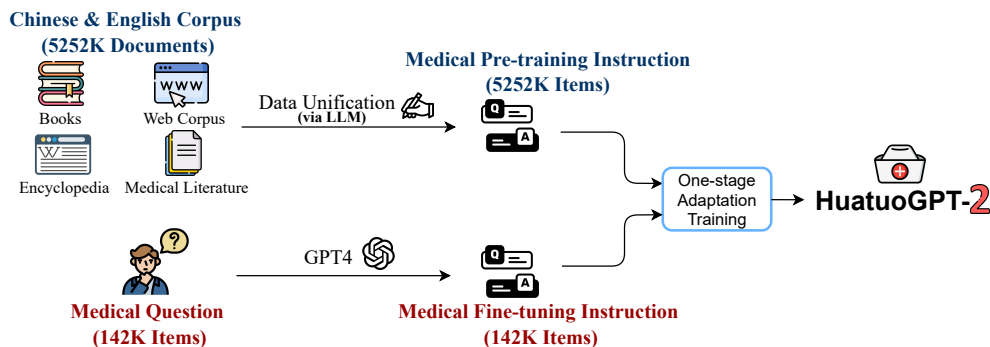 Chinese & English Corpus
(5252K Documents)
WWW
Books
Web Corpus
W
Encyclopedia
Medical Literature
Data Unification
(via LLM)
Medical Pre-training Instruction
(5252K Items)
Q
A
?
Medical Question
(142K Items)
GPT4
Q
A
Medical Fine-tuning Instruction
(142K Items)
One-stage
Adaptation
Training
HuatuoGPT-2